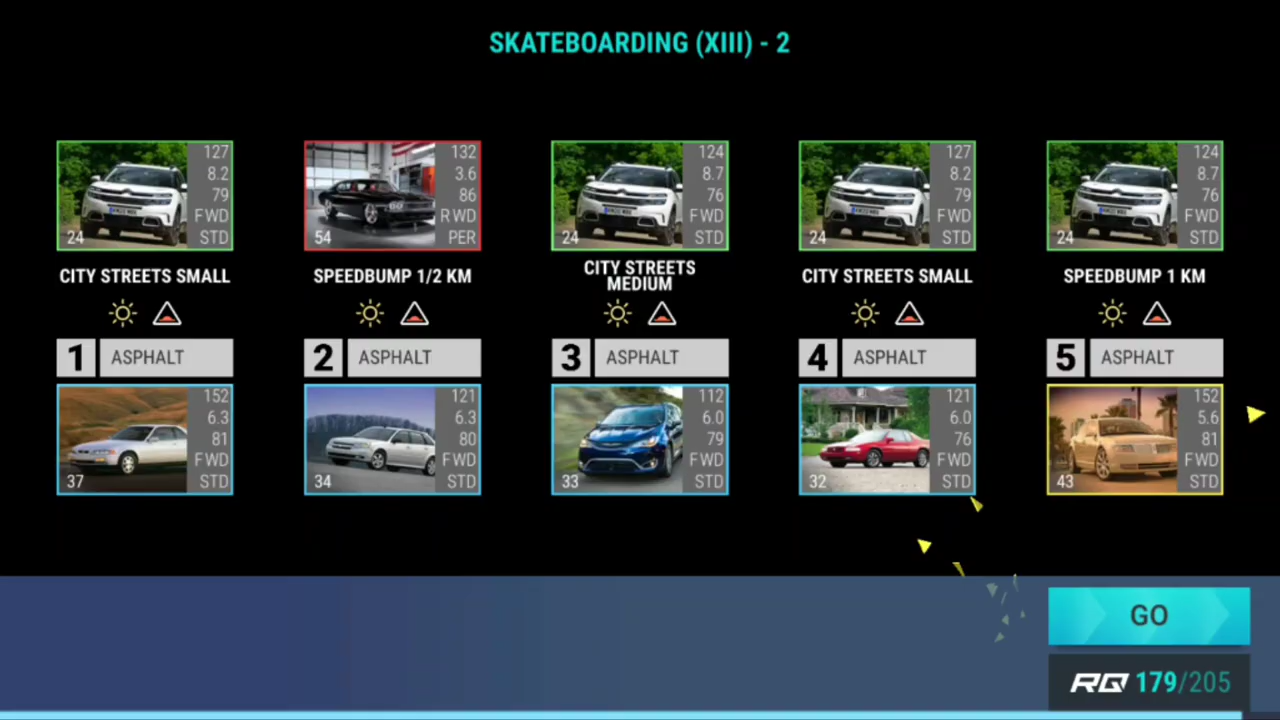 SKATEBOARDING (XIII) - 2
127
8.2
79
FWD
STD
24
132
3.6
86
RWD
PER
54
124
8.7
76
FWD
STD
24
127
8.2
79
FWD
STD
24
124
8.7
76
FWD
STD
24
CITY STREETS SMALL
SPEEDBUMP 1/2 KM
CITY STREETS
MEDIUM
CITY STREETS SMALL
SPEEDBUMP 1 KM
1 ASPHALT
2 ASPHALT
3 ASPHALT
4 ASPHALT
5 ASPHALT
152
6.3
81
FWD
STD
37
121
6.3
80
FWD
STD
34
112
6.0
79
FWD
STD
33
121
6.0
76
FWD
STD
32
152
5.6
81
FWD
STD
43
GO
RQ 179/205